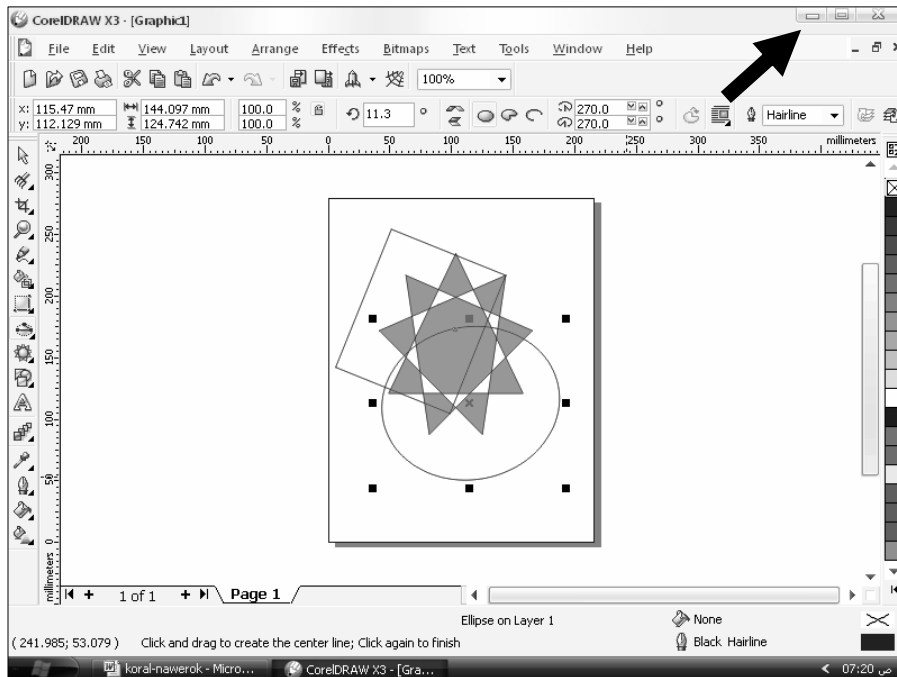 CorelDRAW X3 - [Graphic1]
File Edit View Layout Arrange Effects Bitmaps Text Tools Window Help
100%
x: 115.47 mm 144.097 mm 100.0 % 11.3 ° 270.0 ° Hairline
y: 112.129 mm 124.742 mm 100.0 % 270.0 °
200 150 100 50 0 50 100 150 200 250 300 350 millimeters
300
250
200
150
100
50
0
millimeters
1 of 1 Page 1
Ellipse on Layer 1 None
( 241.985; 53.079 ) Click and drag to create the center line; Click again to finish Black Hairline
koral-nawerok - Micro... CorelDRAW X3 - [Gra... 07:20 ص